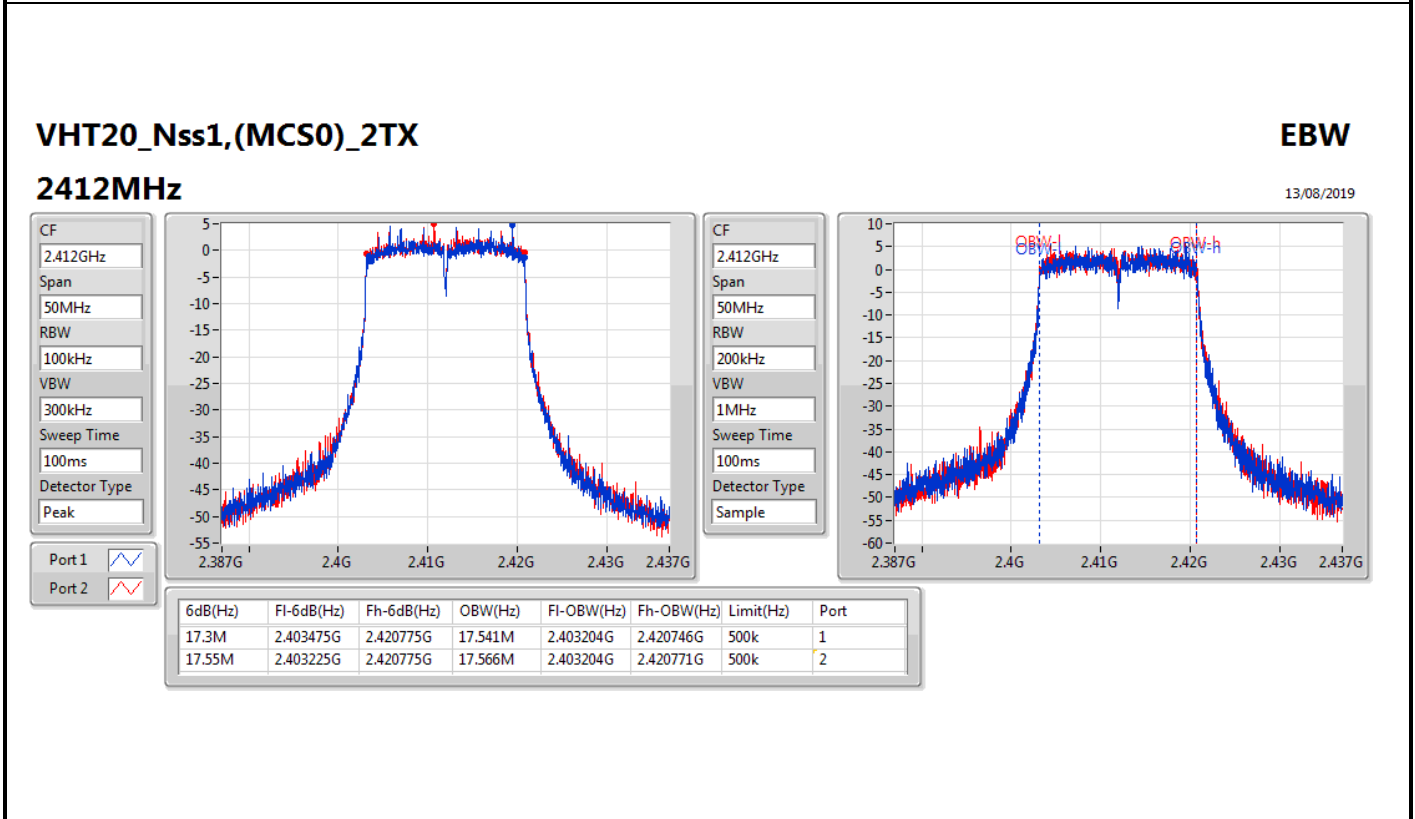 VHT20_Nss1,(MCS0)_2TX
EBW
2412MHz
13/08/2019
CF
2.412GHz
Span
50MHz
RBW
100kHz
VBW
300kHz
Sweep Time
100ms
Detector Type
Peak
Port 1
Port 2
5
0
-5
-10
-15
-20
-25
-30
-35
-40
-45
-50
-55
2.387G 2.4G 2.41G 2.42G 2.43G 2.437G
CF
2.412GHz
Span
50MHz
RBW
200kHz
VBW
1MHz
Sweep Time
100ms
Detector Type
Sample
10
5
0
-5
-10
-15
-20
-25
-30
-35
-40
-45
-50
-55
-60
OBW-l OBW-h
OBW-l OBW-h
2.387G 2.4G 2.41G 2.42G 2.43G 2.437G
6dB(Hz) Fl-6dB(Hz) Fh-6dB(Hz) OBW(Hz) Fl-OBW(Hz) Fh-OBW(Hz) Limit(Hz) Port
17.3M 2.403475G 2.420775G 17.541M 2.403204G 2.420746G 500k 1
17.55M 2.403225G 2.420775G 17.566M 2.403204G 2.420771G 500k 2